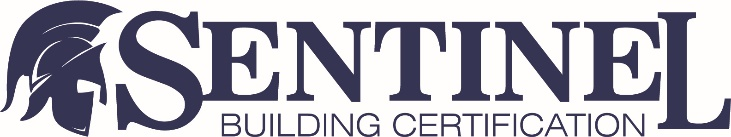 SENTINEL
BUILDING CERTIFICATION